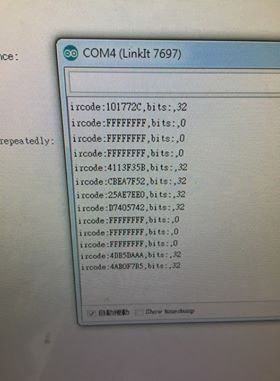 nce:
COM4 (LinkIt 7697)
ircode:101772C,bits:,32
ircode:FFFFFFFF,bits:,0
ircode:FFFFFFFF,bits:,0
repeatedly:
ircode:FFFFFFFF,bits:,0
ircode:4113F35B,bits:,32
ircode:CBEA7F52,bits:,32
ircode:25AE7EE0,bits:,32
ircode:D7405742,bits:,32
ircode:FFFFFFFF,bits:,0
ircode:FFFFFFFF,bits:,0
ircode:FFFFFFFF,bits:,0
ircode:4DB5DAAA,bits:,32
ircode:4AB0F7B5,bits:,32
自動捲動 Show timestamp